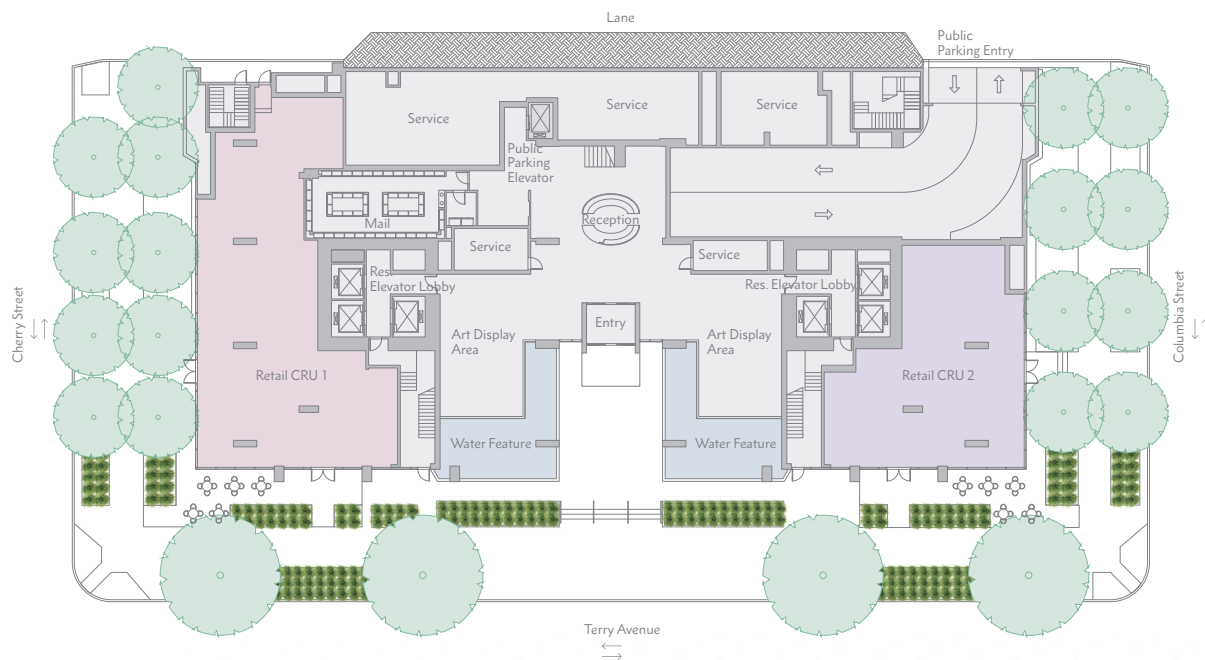 Lane
Public
Parking Entry
Service
Service
Service
Public
Parking
Elevator
Mail
Reception
Service
Service
Res.
Elevator Lobby
Res. Elevator Lobby
Cherry Street
Columbia Street
Entry
Art Display
Area
Art Display
Area
Retail CRU 1
Retail CRU 2
Water Feature
Water Feature
Terry Avenue